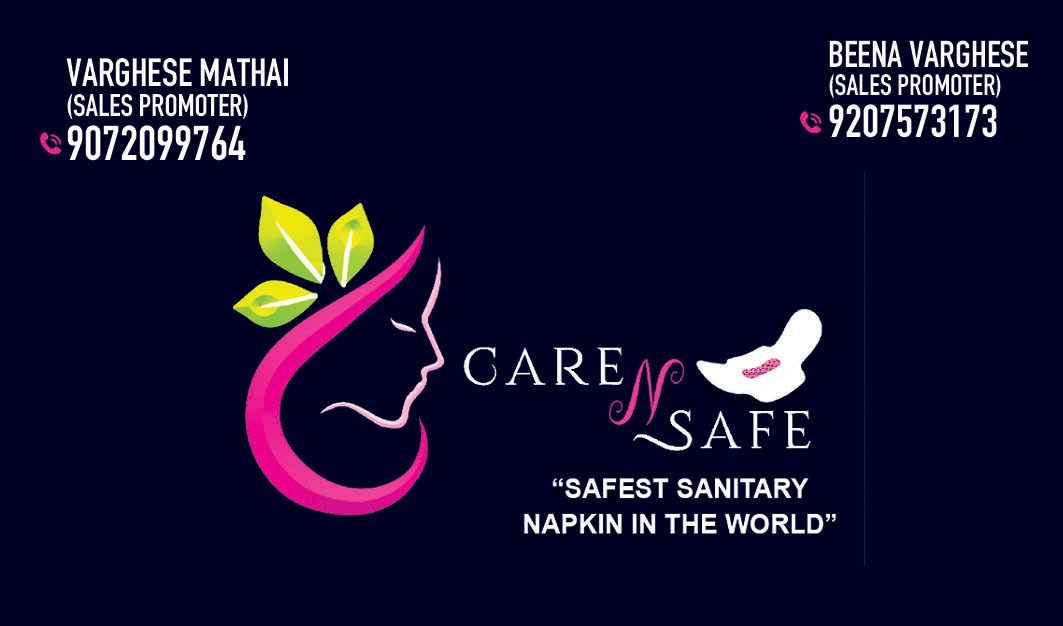 VARGHESE MATHAI
(SALES PROMOTER)
9072099764
BEENA VARGHESE
(SALES PROMOTER)
9207573173
CARE N
SAFE
“SAFEST SANITARY
NAPKIN IN THE WORLD”